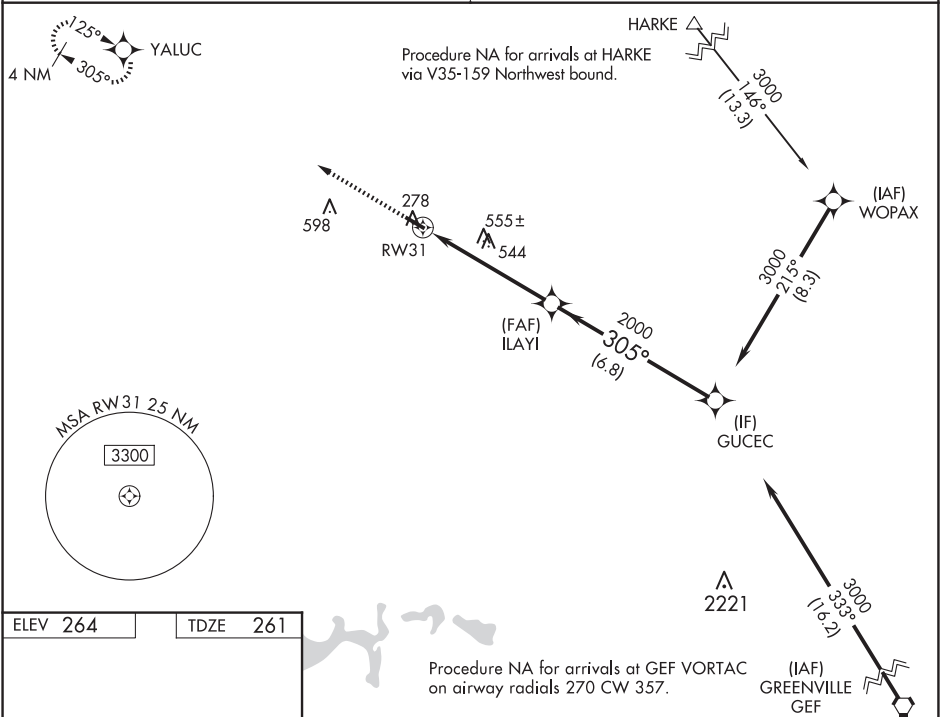 125°
YALUC
4 NM
305°
HARKE
Procedure NA for arrivals at HARKE
via V35-159 Northwest bound.
3000
146°
(13.3)
(IAF)
WOPAX
278
598
555±
544
RW31
3000
215°
(8.3)
(FAF)
ILAYI
2000
305°
(6.8)
(IF)
GUCEC
MSA RW31 25 NM
3300
2221
3000
333°
(16.2)
ELEV 264
TDZE 261
Procedure NA for arrivals at GEF VORTAC
on airway radials 270 CW 357.
(IAF)
GREENVILLE
GEF